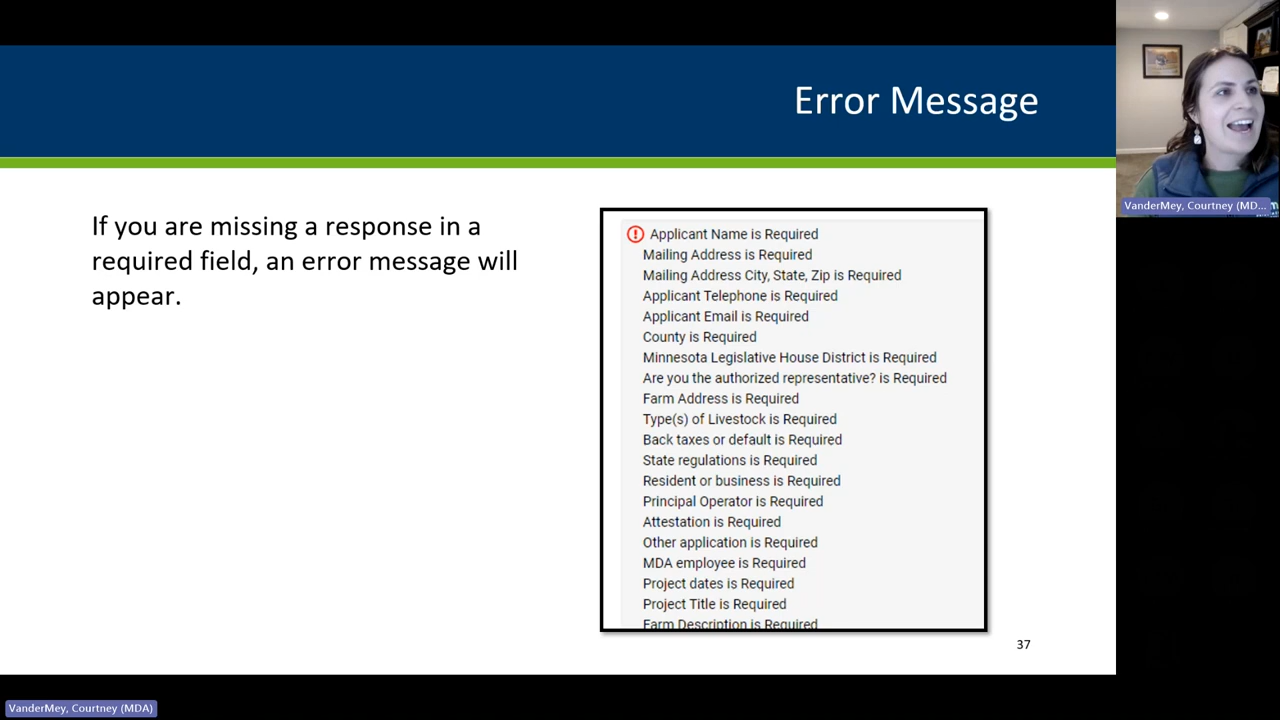 Error Message
If you are missing a response in a
required field, an error message will
appear.
Applicant Name is Required
Mailing Address is Required
Mailing Address City, State, Zip is Required
Applicant Telephone is Required
Applicant Email is Required
County is Required
Minnesota Legislative House District is Required
Are you the authorized representative? is Required
Farm Address is Required
Type(s) of Livestock is Required
Back taxes or default is Required
State regulations is Required
Resident or business is Required
Principal Operator is Required
Attestation is Required
Other application is Required
MDA employee is Required
Project dates is Required
Project Title is Required
Farm Description is Required
37
VanderMey, Courtney (MD...
VanderMey, Courtney (MDA)